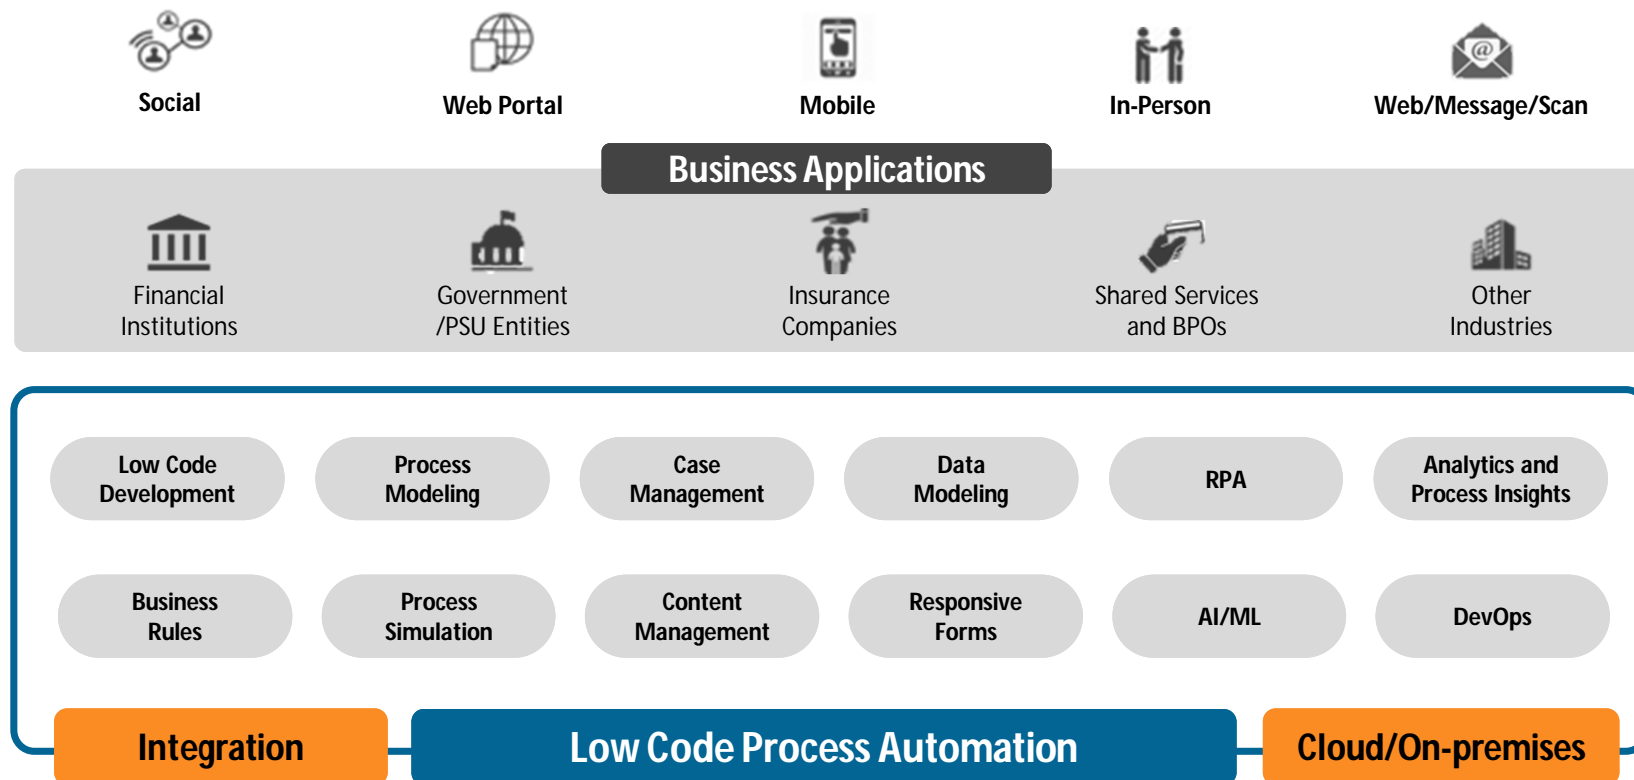 Social
Web Portal
Mobile
In-Person
@
Web/Message/Scan
Business Applications
Financial
Institutions
Government
/PSU Entities
Insurance
Companies
Shared Services
and BPOs
Other
Industries
Low Code
Development
Process
Modeling
Case
Management
Data
Modeling
RPA
Analytics and
Process Insights
Business
Rules
Process
Simulation
Content
Management
Responsive
Forms
AI/ML
DevOps
Integration
Low Code Process Automation
Cloud/On-premises